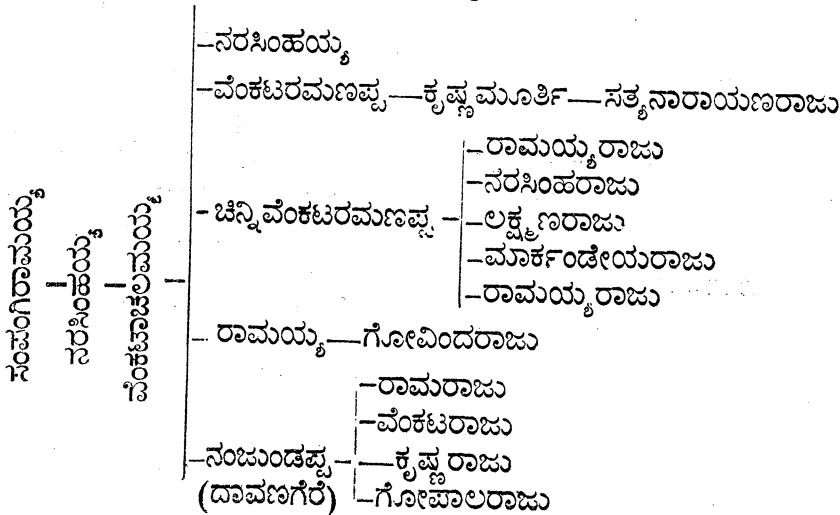 ಸಂಪಂಗಿರಾಮಯ್ಯ
ನರಸಿಂಹಯ್ಯ
ವೆಂಕಟಾಚಲಮಯ್ಯ
ನರಸಿಂಹಯ್ಯ
ವೆಂಕಟರಮಣಪ್ಪ — ಕೃಷ್ಣಮೂರ್ತಿ — ಸತ್ಯನಾರಾಯಣರಾಜು
ಚಿನ್ನಿವೆಂಕಟರಮಣಪ್ಪ
ರಾಮಯ್ಯರಾಜು
ನರಸಿಂಹರಾಜು
ಲಕ್ಷ್ಮಣರಾಜು
ಮಾರ್ಕಂಡೇಯರಾಜು
ರಾಮಯ್ಯರಾಜು
ರಾಮಯ್ಯ — ಗೋವಿಂದರಾಜು
ನಂಜುಂಡಪ್ಪ
(ದಾವಣಗೆರೆ)
ರಾಮರಾಜು
ವೆಂಕಟರಾಜು
ಕೃಷ್ಣರಾಜು
ಗೋಪಾಲರಾಜು